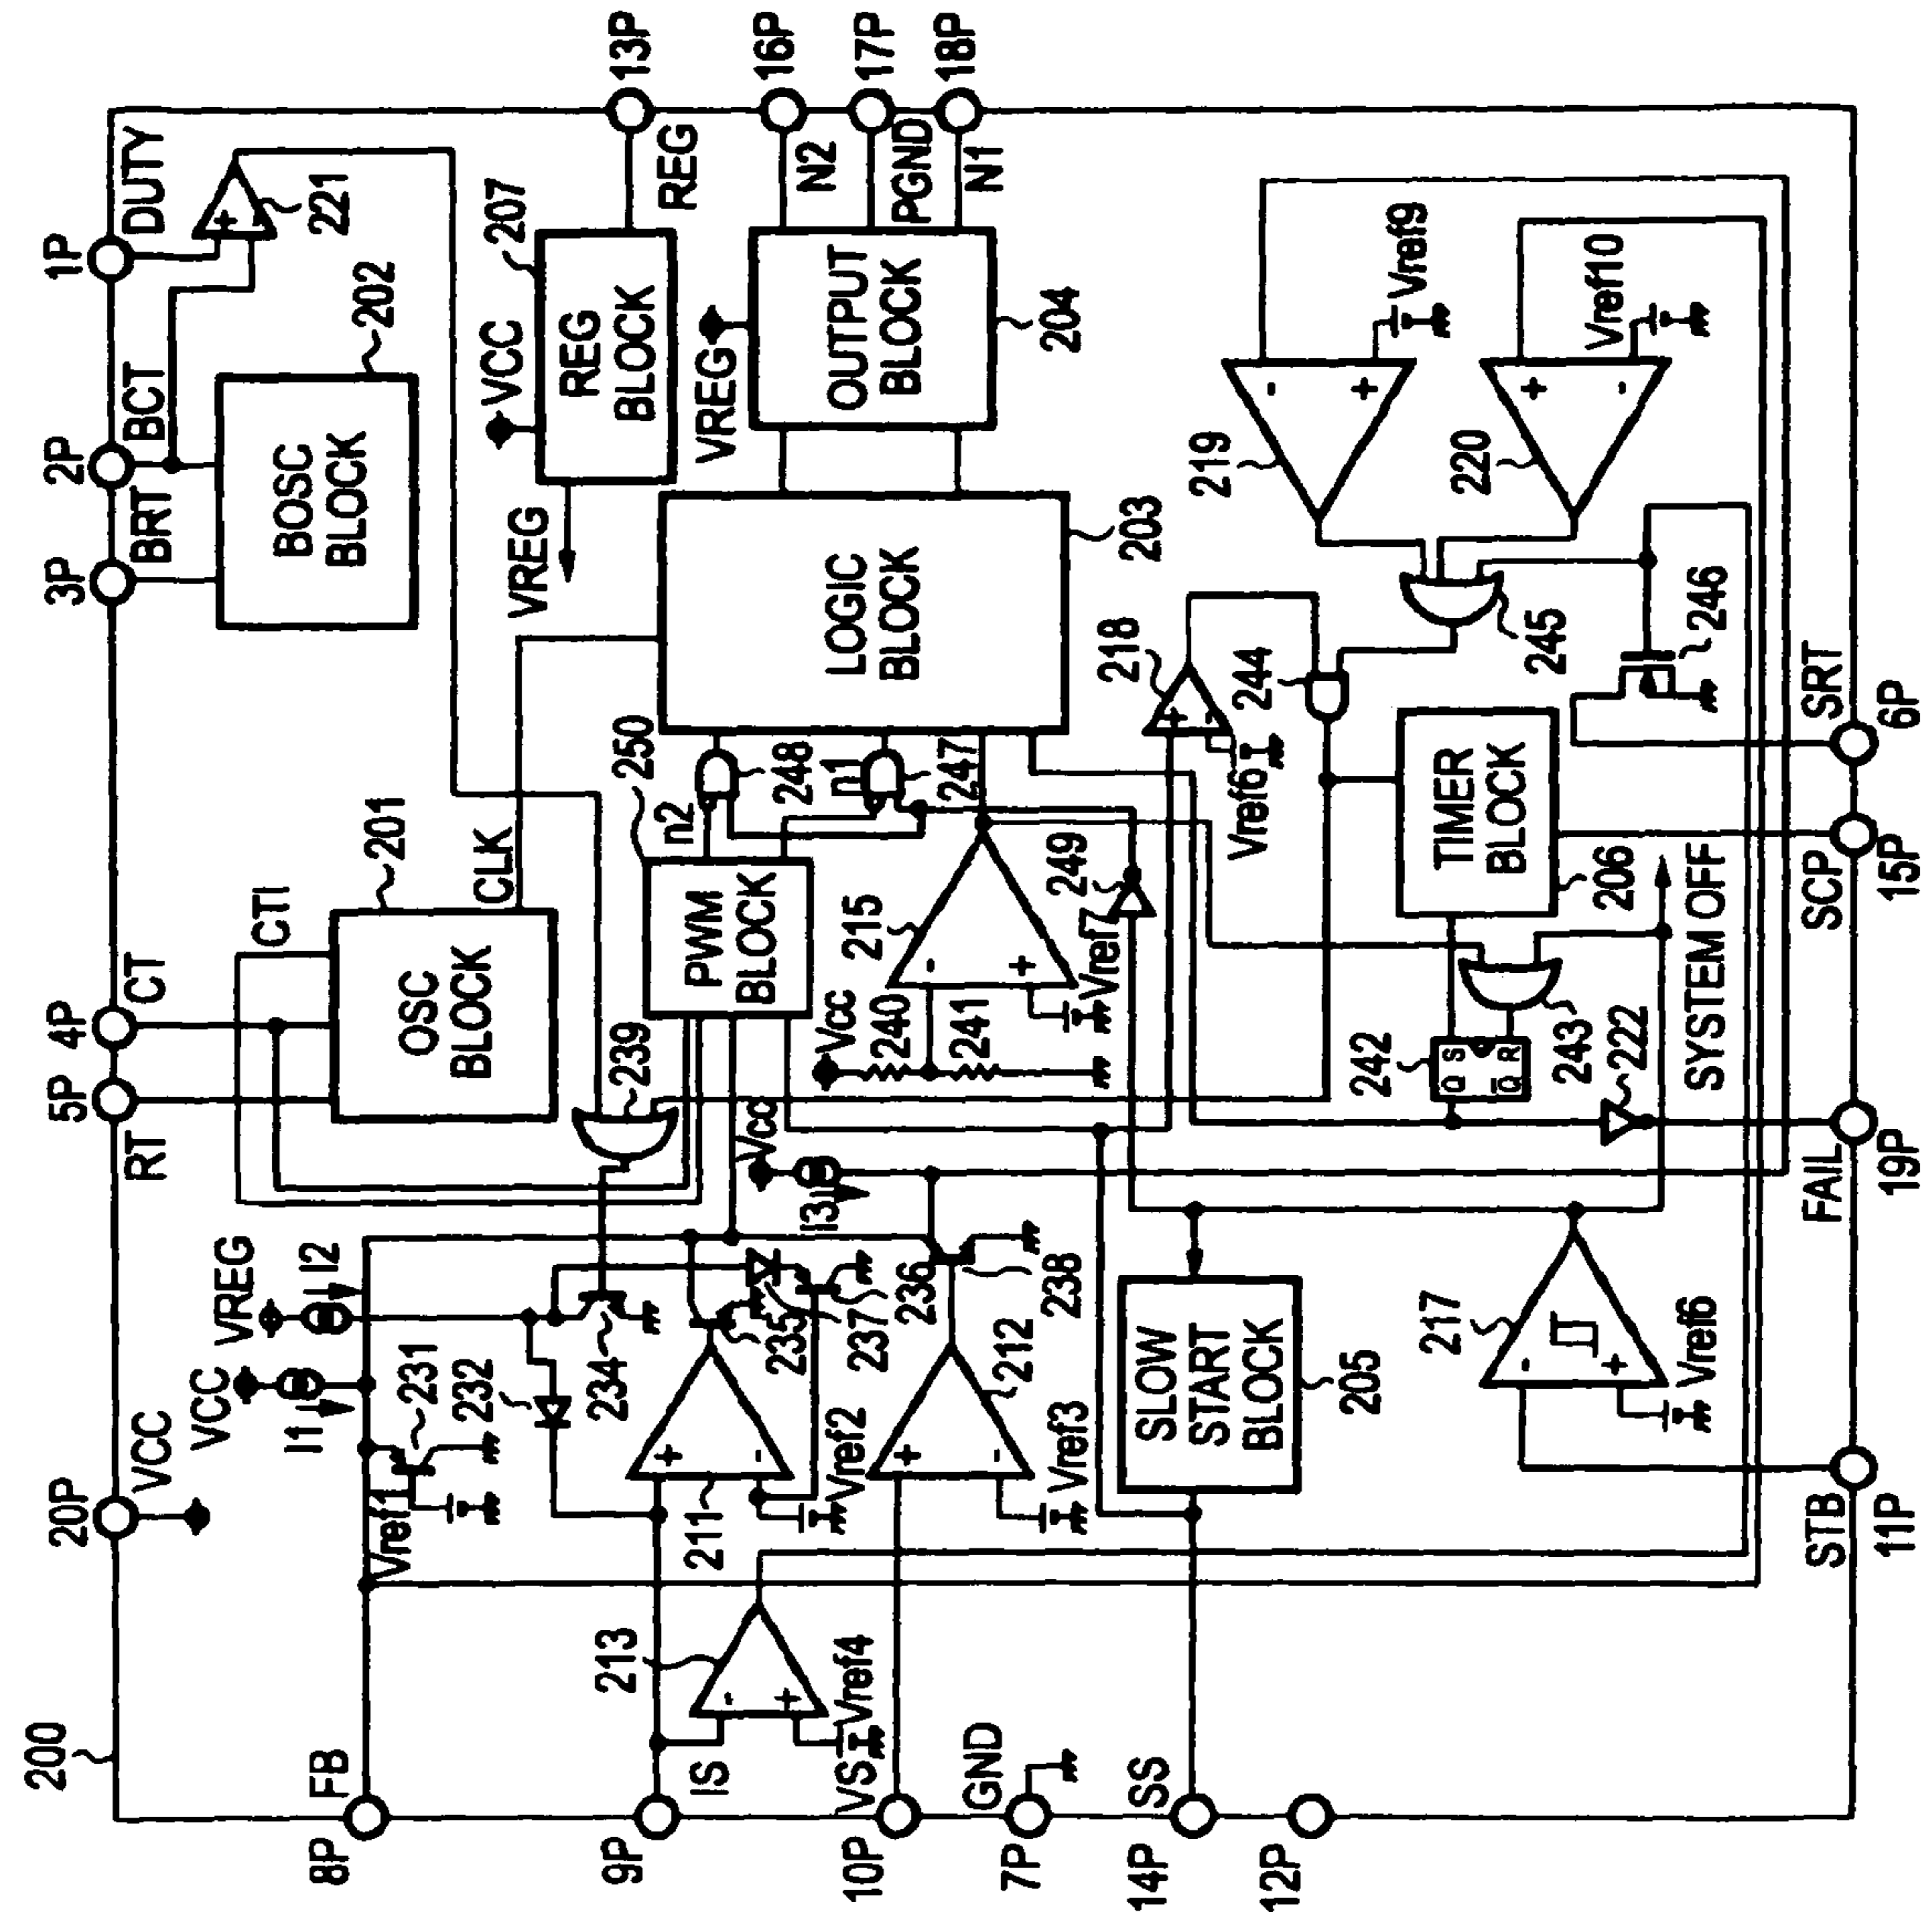 200
20P
VCC
5P
RT
4P
CT
3P
BRT
2P
BCT
1P
DUTY
8P
FB
9P
IS
10P
VS
7P
GND
14P
SS
12P
13P
REG
16P
N2
17P
PGND
18P
N1
11P
STB
19P
FAIL
15P
SCP
6P
SRT
VCC
I1
VREG
I2
231
Vref1
232
234
235
237
236
238
211
Vref2
212
Vref3
213
Vref4
SLOW
START
BLOCK
205
217
Vref6
OSC
BLOCK
201
CTI
CLK
BOSC
BLOCK
202
221
239
Vcc
I3
PWM
BLOCK
250
n2
248
n1
247
LOGIC
BLOCK
203
VCC
REG
BLOCK
207
VREG
VREG
OUTPUT
BLOCK
204
215
-
+
Vcc
240
241
Vref7
249
218
Vref6
244
245
246
219
-
+
Vref9
220
+
-
Vref10
TIMER
BLOCK
206
242
Q S
Q R
243
222
SYSTEM OFF